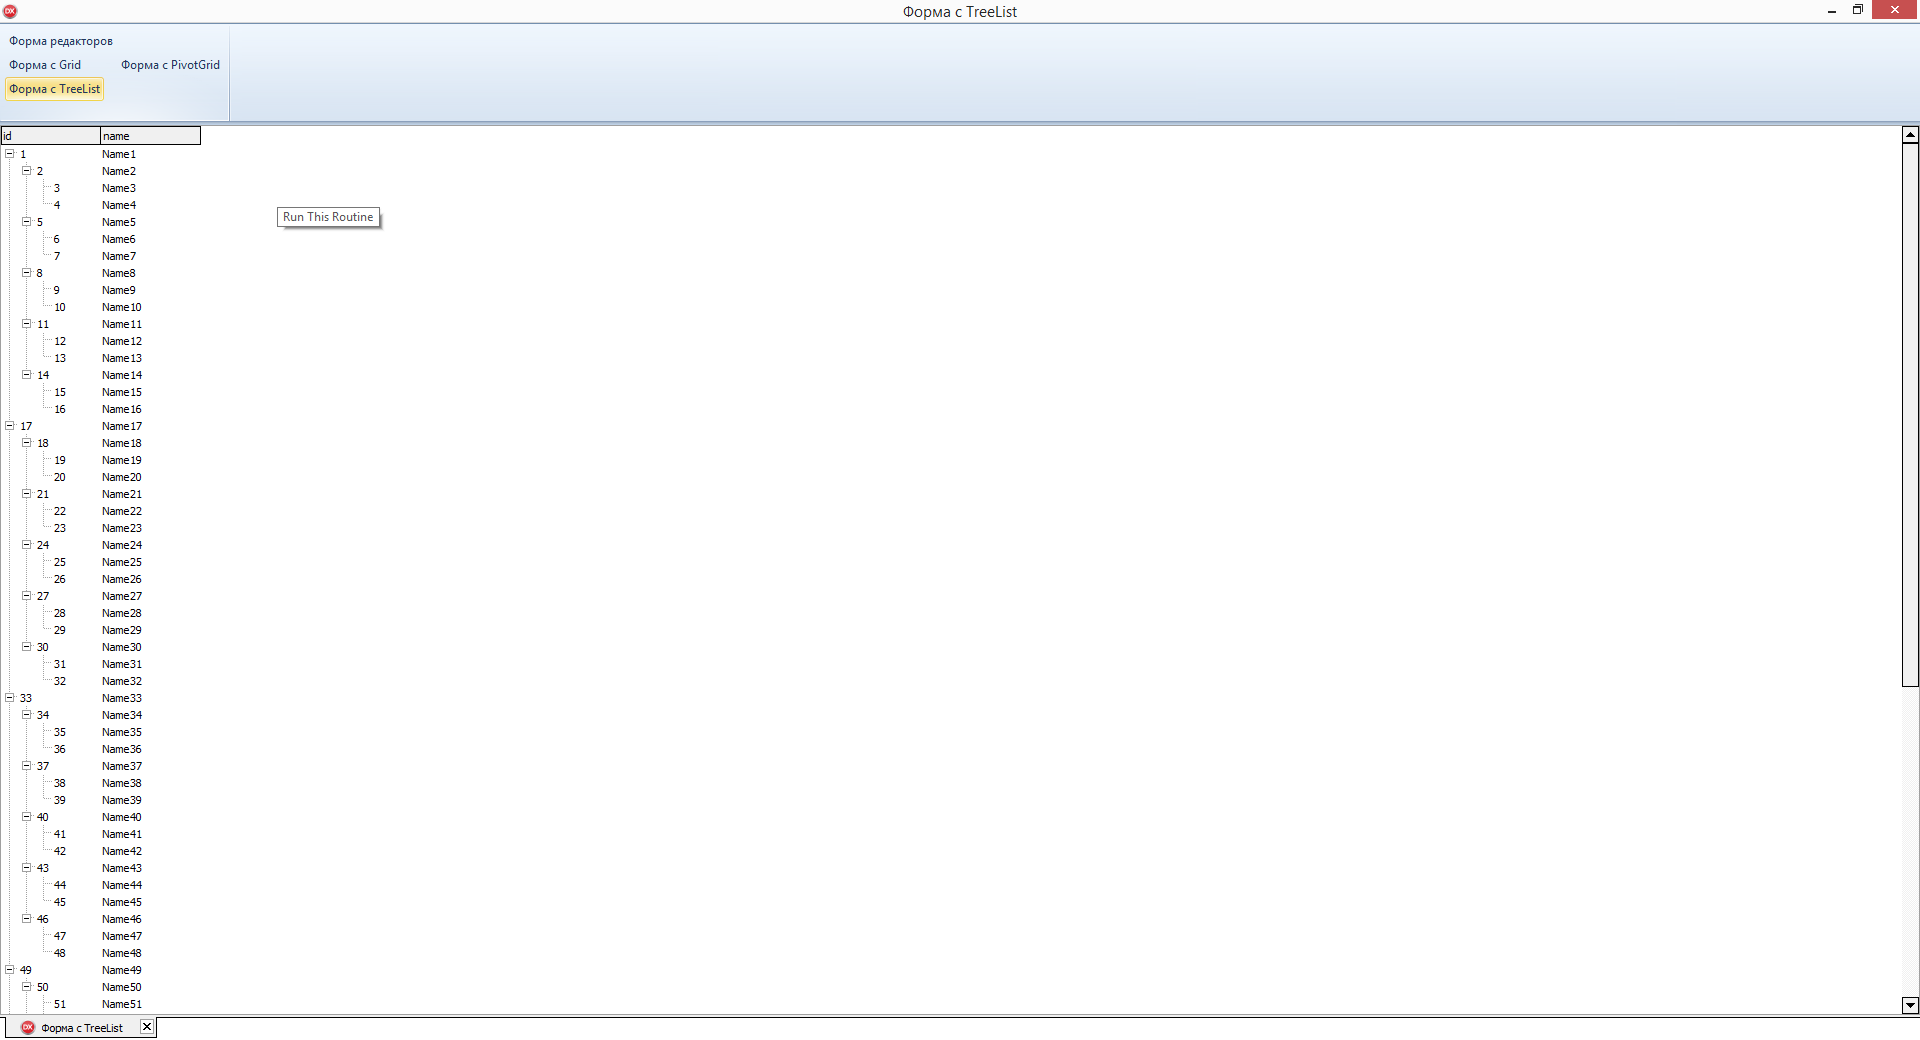 DX Форма с TreeList
Форма редакторов
Форма с Grid Форма с PivotGrid
Форма с TreeList
id name
1 Name1
2 Name2
3 Name3
4 Name4
Run This Routine
5 Name5
6 Name6
7 Name7
8 Name8
9 Name9
10 Name10
11 Name11
12 Name12
13 Name13
14 Name14
15 Name15
16 Name16
17 Name17
18 Name18
19 Name19
20 Name20
21 Name21
22 Name22
23 Name23
24 Name24
25 Name25
26 Name26
27 Name27
28 Name28
29 Name29
30 Name30
31 Name31
32 Name32
33 Name33
34 Name34
35 Name35
36 Name36
37 Name37
38 Name38
39 Name39
40 Name40
41 Name41
42 Name42
43 Name43
44 Name44
45 Name45
46 Name46
47 Name47
48 Name48
49 Name49
50 Name50
51 Name51
DX Форма с TreeList